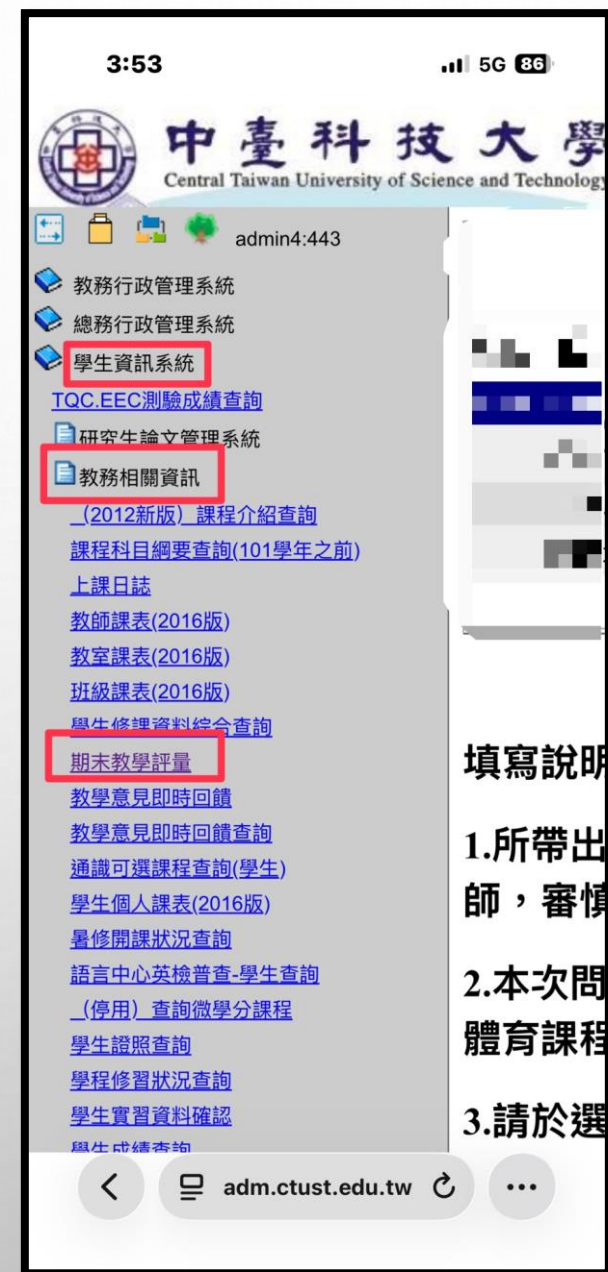 3:53
5G 86
中臺科技大學
Central Taiwan University of Science and Technology
admin4:443
教務行政管理系統
總務行政管理系統
學生資訊系統
TQC.EEC測驗成績查詢
研究生論文管理系統
教務相關資訊
（2012新版）課程介紹查詢
課程科目綱要查詢(101學年之前)
上課日誌
教師課表(2016版)
教室課表(2016版)
班級課表(2016版)
學生修課資料綜合查詢
期末教學評量
教學意見即時回饋
教學意見即時回饋查詢
通識可選課程查詢(學生)
學生個人課表(2016版)
暑修開課狀況查詢
語言中心英檢普查-學生查詢
（停用）查詢微學分課程
學生證照查詢
學程修習狀況查詢
學生實習資料確認
學生成績查詢
填寫說明
1.所帶出
師，審慎
2.本次問
體育課程
3.請於選
adm.ctust.edu.tw